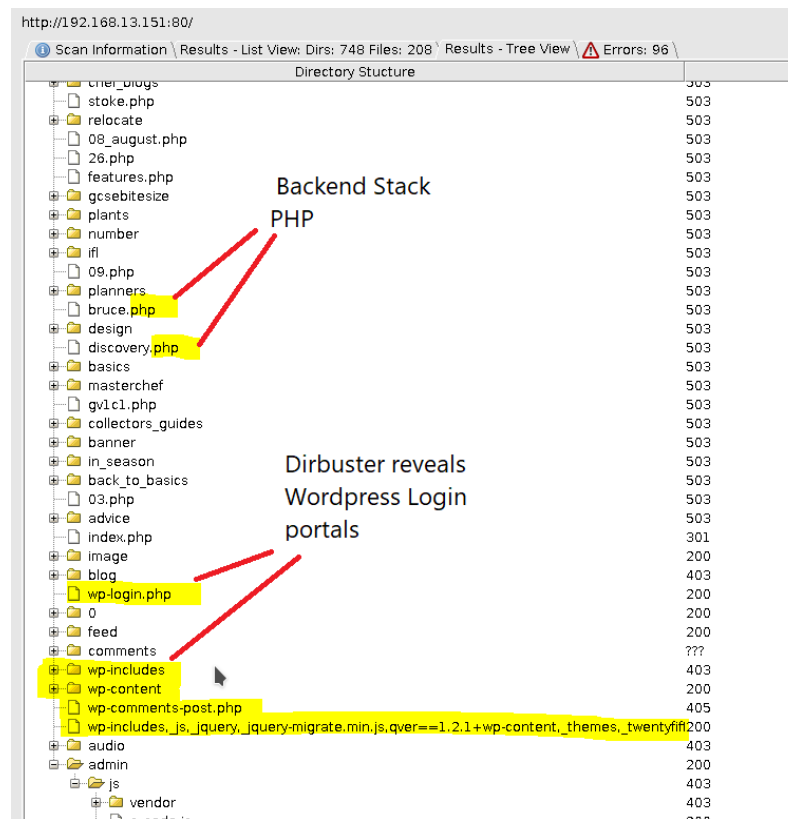 http://192.168.13.151:80/
Scan Information Results - List View: Dirs: 748 Files: 208 Results - Tree View Errors: 96
Directory Stucture
chef_blogs 503
stoke.php 503
relocate 503
08_august.php 503
26.php 503
features.php 503
Backend Stack
gcsebitesize 503
plants 503
PHP
number 503
ifl 503
09.php 503
planners 503
bruce.php 503
design 503
discovery.php 503
basics 503
masterchef 503
gv1c1.php 503
collectors_guides 503
banner 503
in_season 503
Dirbuster reveals
back_to_basics 503
03.php 503
Wordpress Login
advice 503
index.php 301
portals
image 200
blog 403
wp-login.php 200
0 200
feed 200
comments ???
wp-includes 403
wp-content 200
wp-comments-post.php 405
wp-includes,_js,_jquery,_jquery-migrate.min.js,qver==1.2.1+wp-content,_themes,_twentyfift 200
audio 403
admin 200
js 403
vendor 403